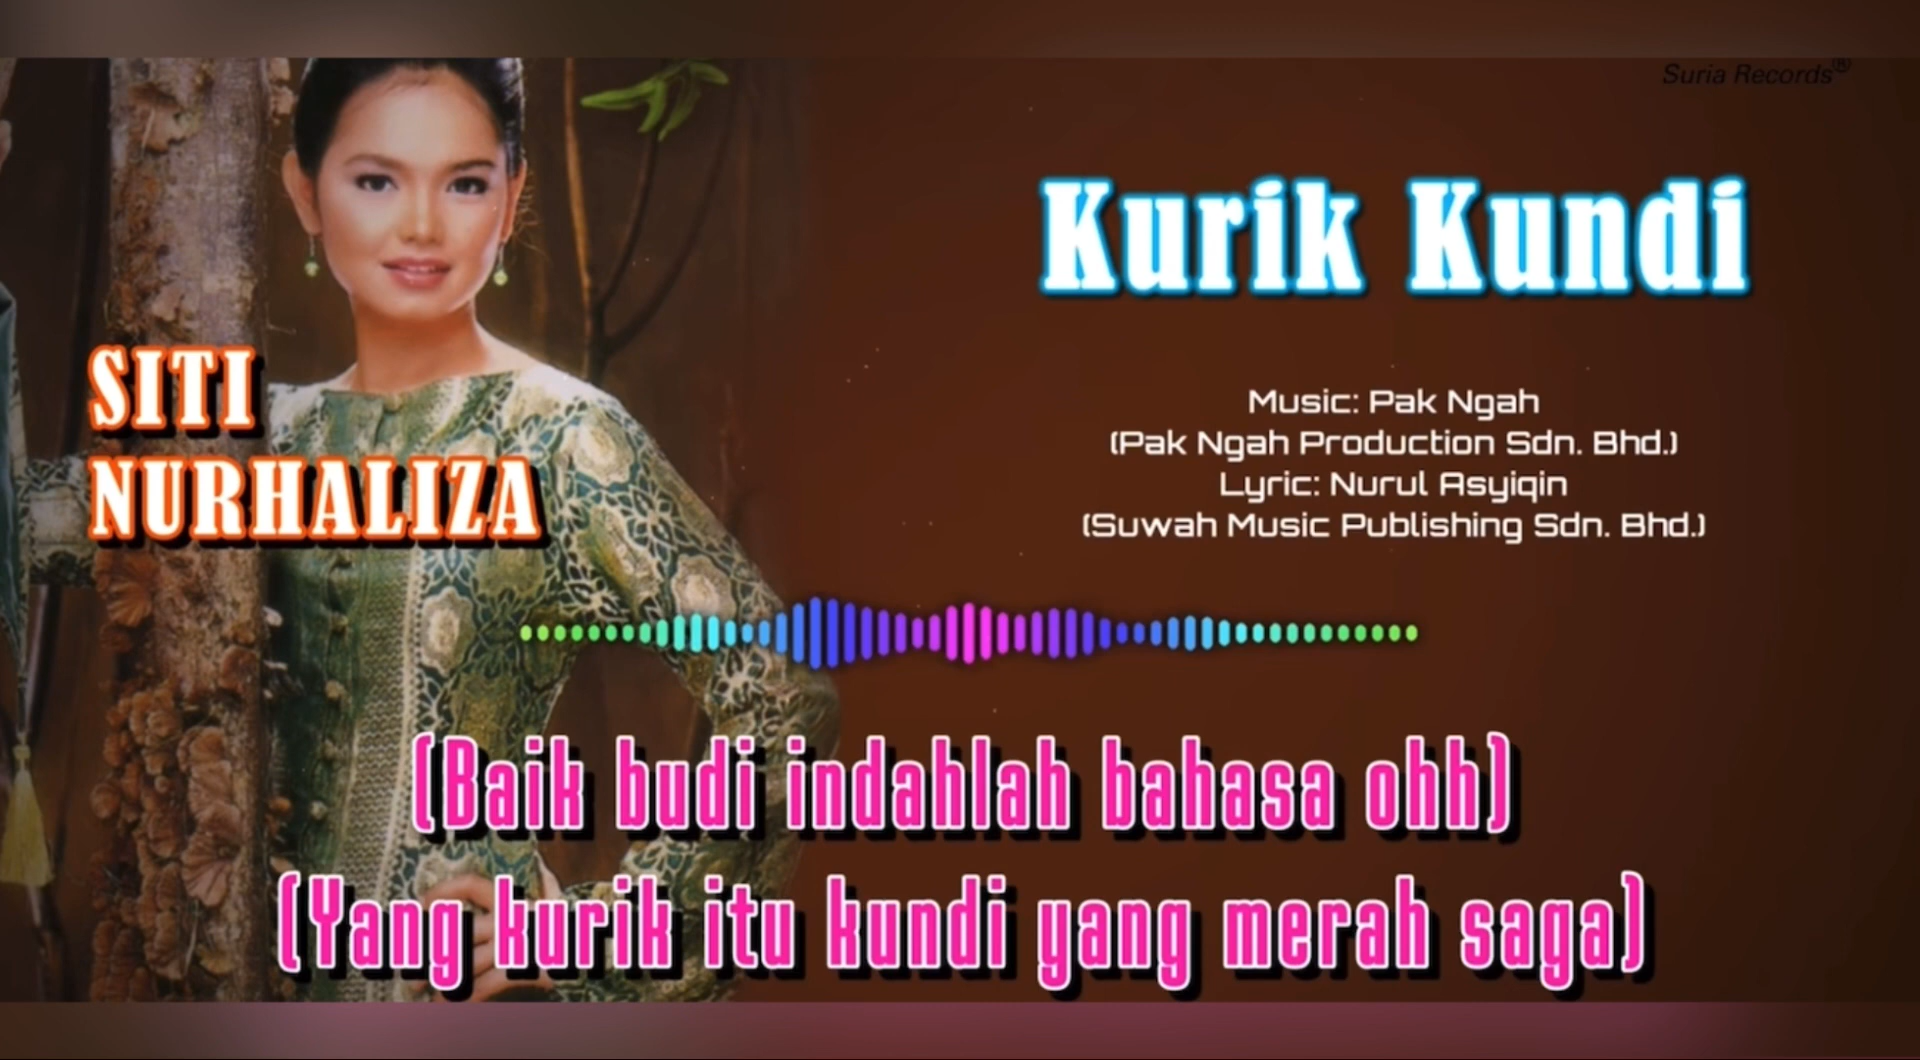 Suria Records®
Kurik Kundi
SITI
NURHALIZA
Music: Pak Ngah
(Pak Ngah Production Sdn. Bhd.)
Lyric: Nurul Asyiqin
(Suwah Music Publishing Sdn. Bhd.)
(Baik budi indahlah bahasa ohh)
(Yang kurik itu kundi yang merah saga)